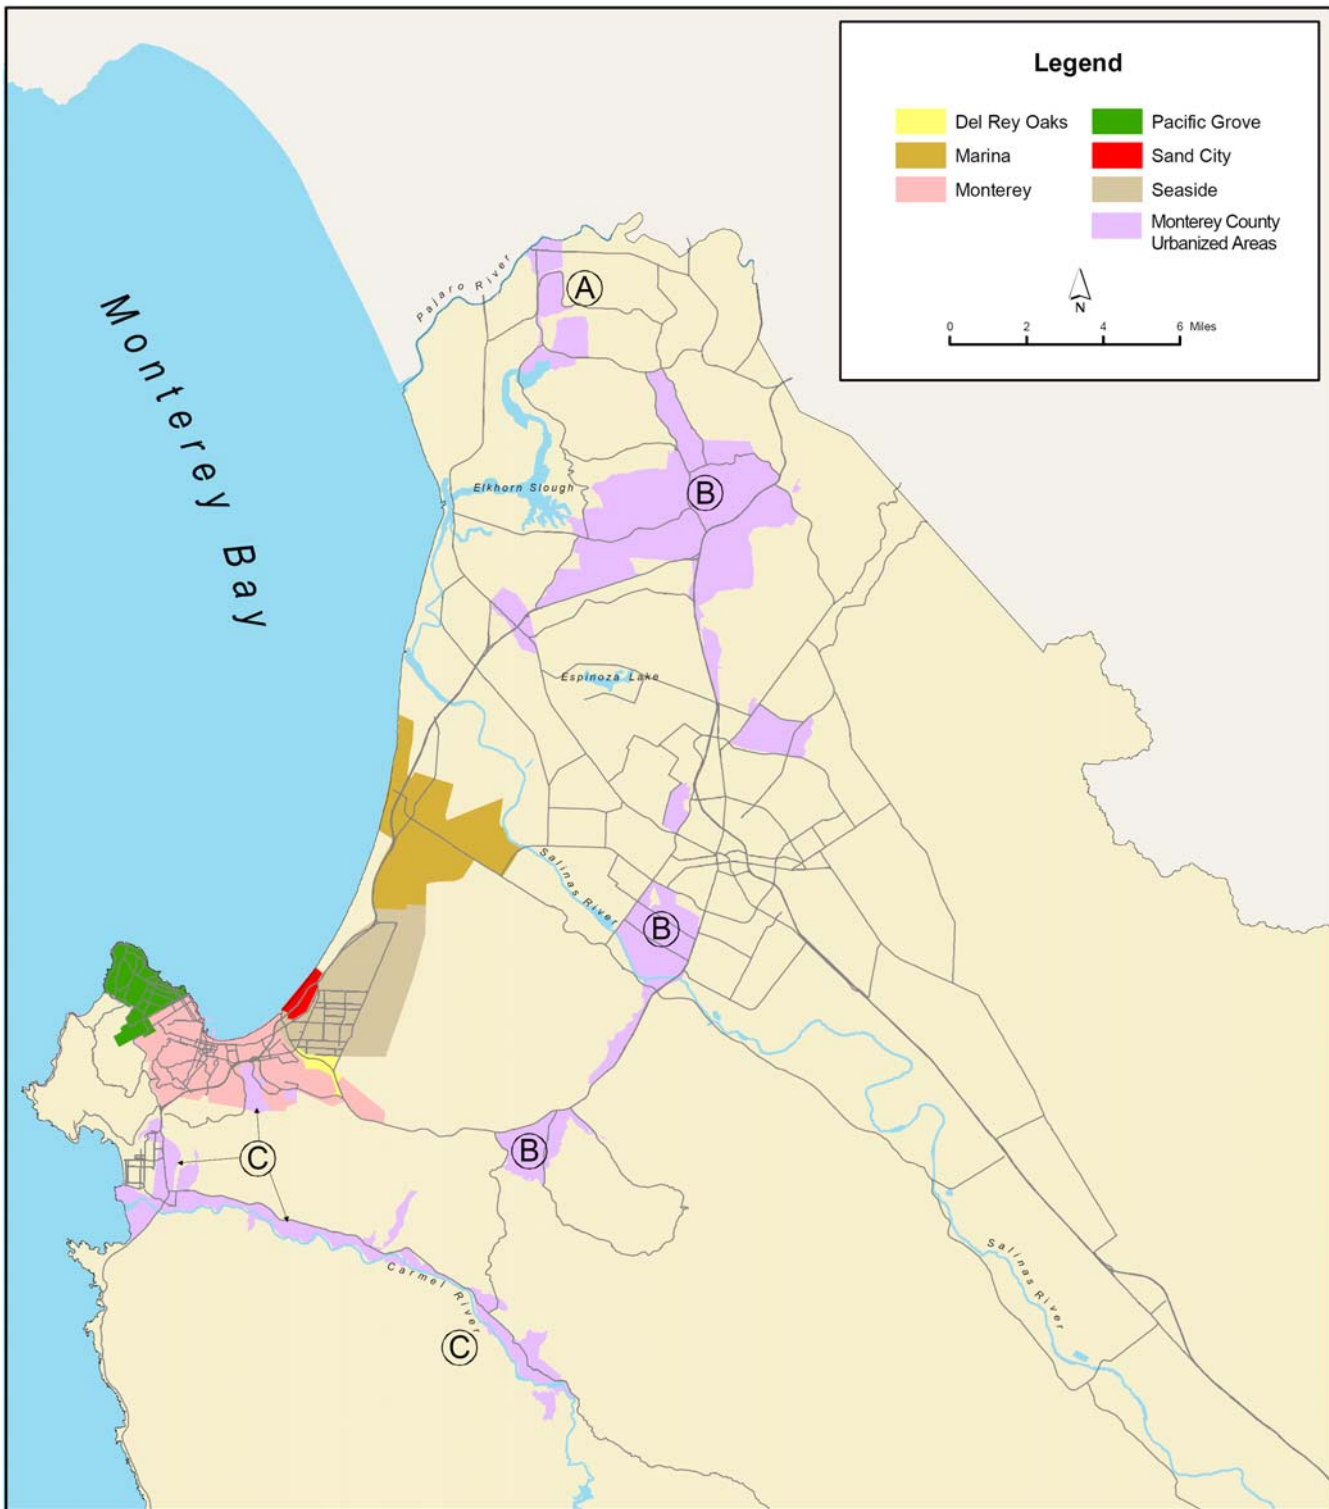 Legend
Del Rey Oaks
Marina
Monterey
Pacific Grove
Sand City
Seaside
Monterey County
Urbanized Areas
N
0 2 4 6 Miles
Monterey Bay
Pajaro River
A
Elkhorn Slough
B
Espinoza Lake
Salinas River
B
B
C
Carmel River
C
Salinas River